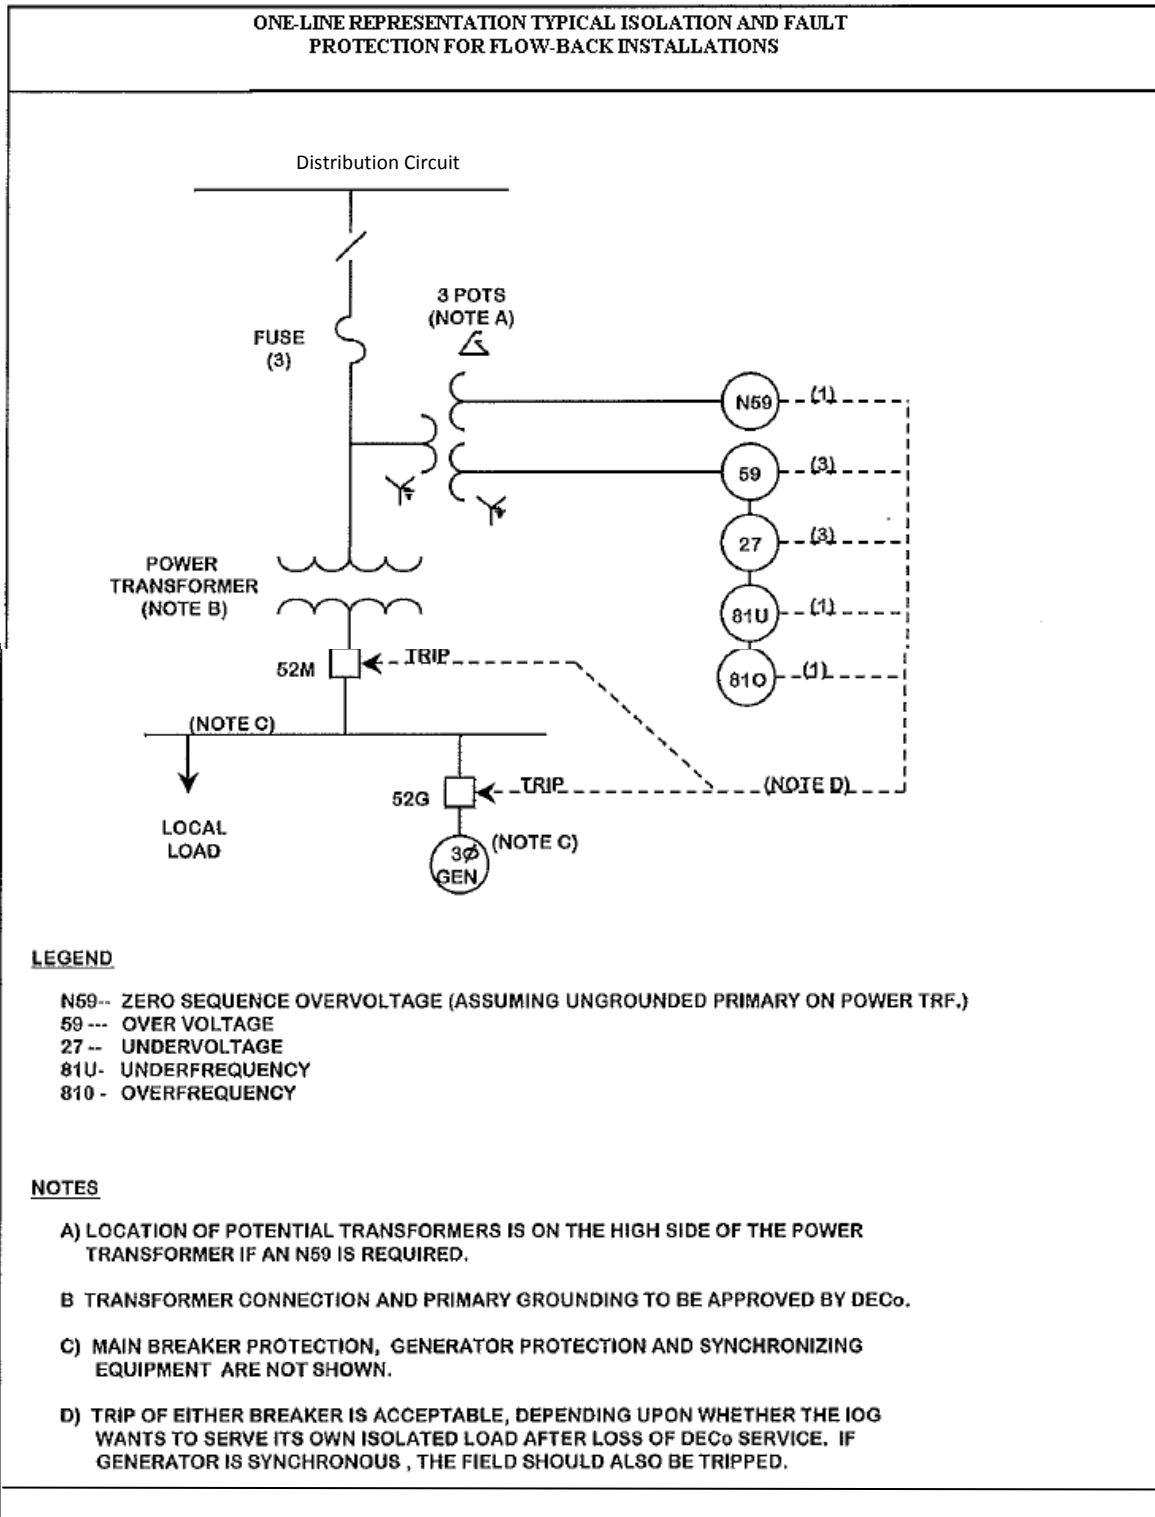 ONE-LINE REPRESENTATION TYPICAL ISOLATION AND FAULT
PROTECTION FOR FLOW-BACK INSTALLATIONS
Distribution Circuit
3 POTS
(NOTE A)
FUSE
(3)
N59
(1)
59
(3)
27
(3)
81U
(1)
81O
(1)
POWER
TRANSFORMER
(NOTE B)
52M
TRIP
(NOTE C)
52G
TRIP
(NOTE D)
LOCAL
LOAD
(NOTE C)
3Ø
GEN
LEGEND
N59-- ZERO SEQUENCE OVERVOLTAGE (ASSUMING UNGROUNDED PRIMARY ON POWER TRF.)
59 --- OVER VOLTAGE
27 -- UNDERVOLTAGE
81U- UNDERFREQUENCY
810 - OVERFREQUENCY
NOTES
A) LOCATION OF POTENTIAL TRANSFORMERS IS ON THE HIGH SIDE OF THE POWER
TRANSFORMER IF AN N59 IS REQUIRED.
B TRANSFORMER CONNECTION AND PRIMARY GROUNDING TO BE APPROVED BY DECo.
C) MAIN BREAKER PROTECTION, GENERATOR PROTECTION AND SYNCHRONIZING
EQUIPMENT ARE NOT SHOWN.
D) TRIP OF EITHER BREAKER IS ACCEPTABLE, DEPENDING UPON WHETHER THE IOG
WANTS TO SERVE ITS OWN ISOLATED LOAD AFTER LOSS OF DECo SERVICE. IF
GENERATOR IS SYNCHRONOUS , THE FIELD SHOULD ALSO BE TRIPPED.